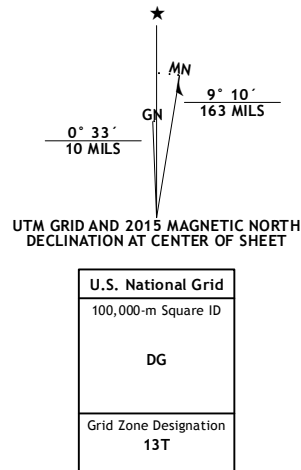 MN
GN
9° 10´
163 MILS
0° 33´
10 MILS
UTM GRID AND 2015 MAGNETIC NORTH
DECLINATION AT CENTER OF SHEET
U.S. National Grid
100,000-m Square ID
DG
Grid Zone Designation
13T